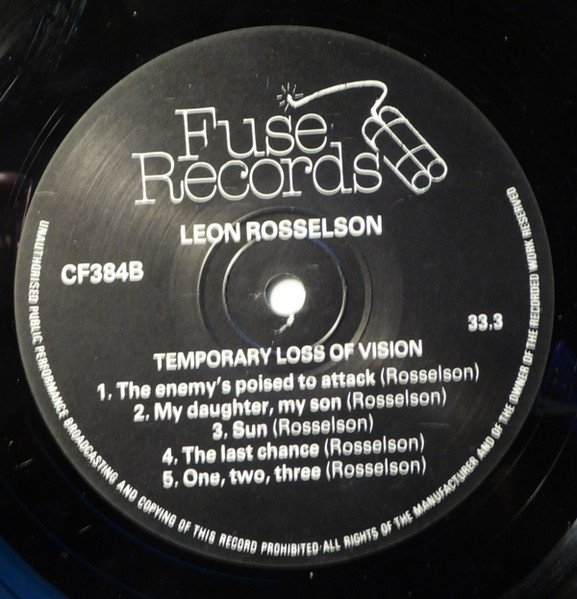 Fuse
Records
LEON ROSSELSON
CF384B
33.3
TEMPORARY LOSS OF VISION
1. The enemy's poised to attack (Rosselson)
2. My daughter, my son (Rosselson)
3. Sun (Rosselson)
4. The last chance (Rosselson)
5. One, two, three (Rosselson)
UNAUTHORISED PUBLIC PERFORMANCE BROADCASTING AND COPYING OF THIS RECORD PROHIBITED·ALL RIGHTS OF THE MANUFACTURER AND OF THE OWNER OF THE RECORDED WORK RESERVED